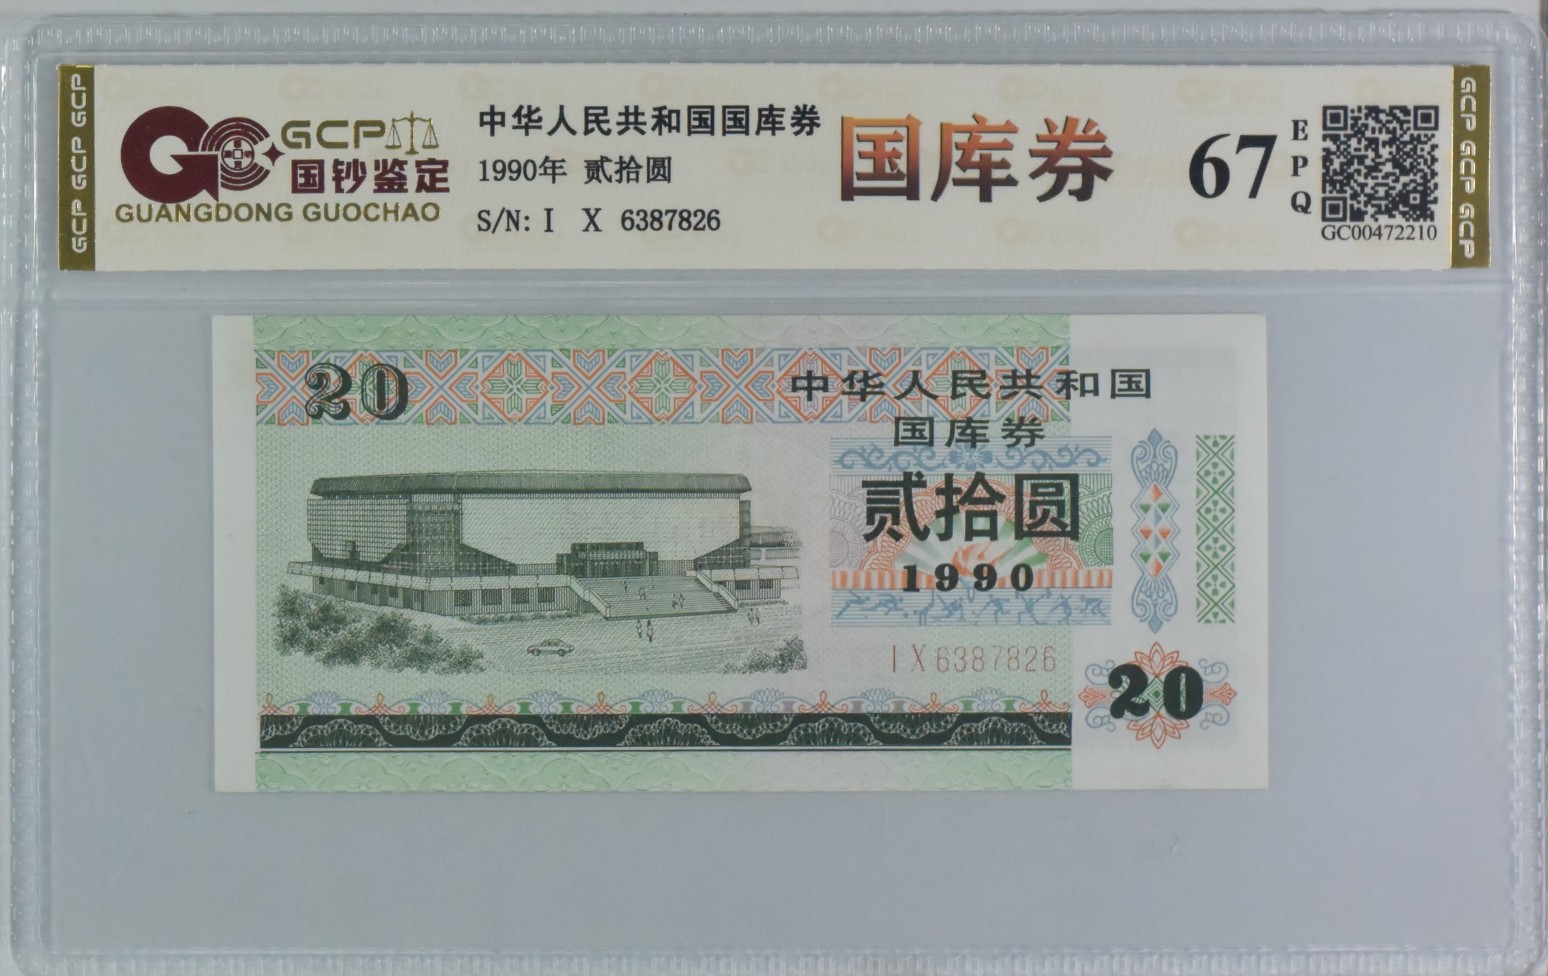 GCP GCP GCP
GCP
国钞鉴定
GUANGDONG GUOCHAO
中华人民共和国国库券
1990年 贰拾圆
S/N: I X 6387826
国库券
67
EPQ
GC00472210
GCP GCP GCP
20
中华人民共和国
国库券
贰拾圆
1990
I X 6387826
20